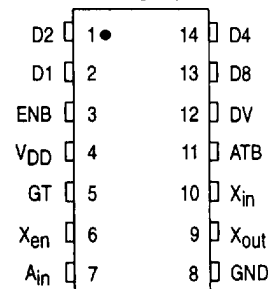 D2 1 14 D4
D1 2 13 D8
ENB 3 12 DV
VDD 4 11 ATB
GT 5 10 Xin
Xen 6 9 Xout
Ain 7 8 GND